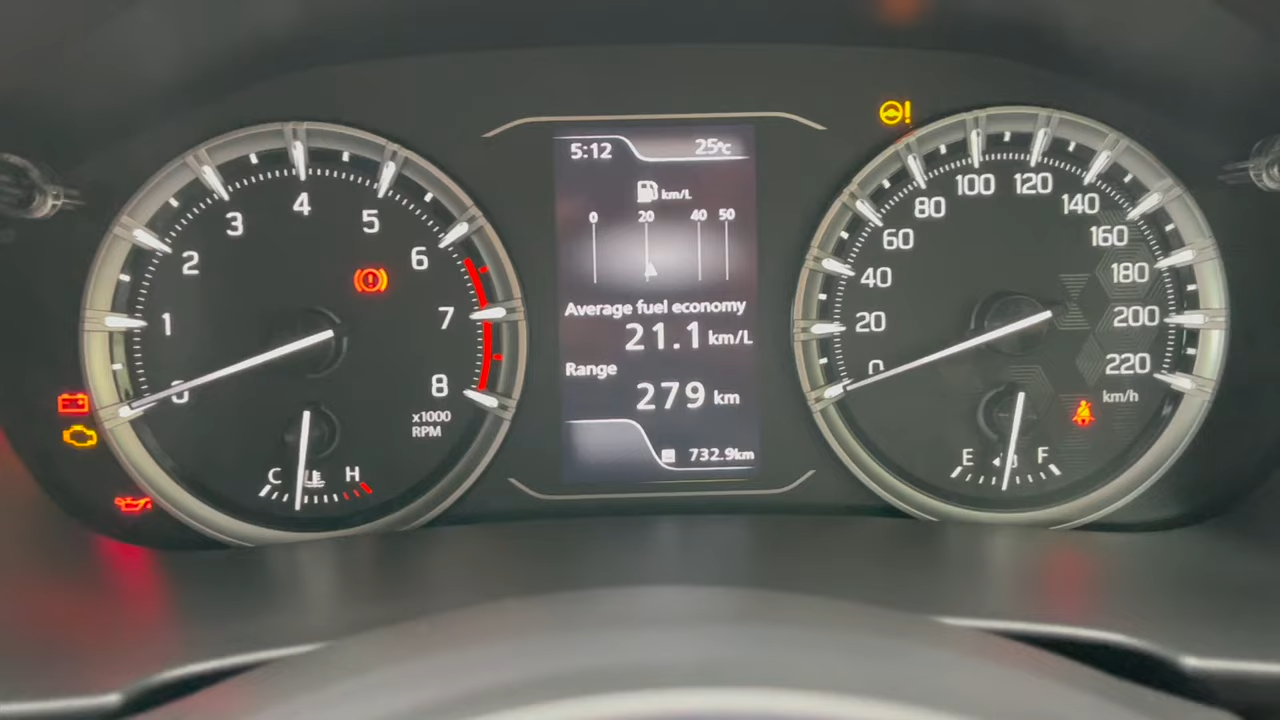 0
1
2
3
4
5
6
7
8
x1000
RPM
C
H
5:12
25℃
km/L
0 20 40 50
Average fuel economy
21.1 km/L
Range
279 km
732.9km
0
20
40
60
80
100
120
140
160
180
200
220
km/h
E
F